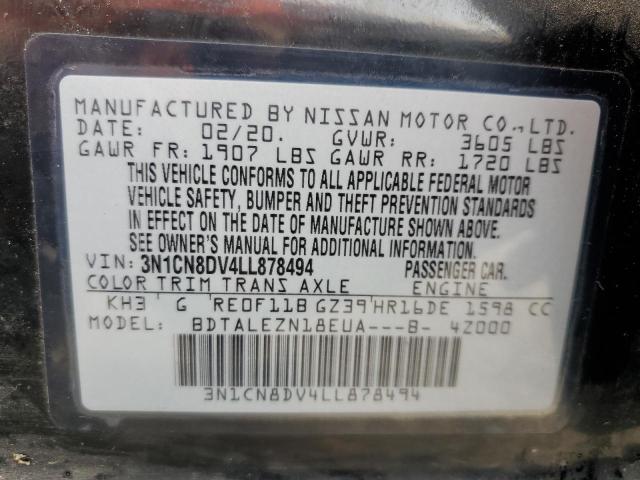 MANUFACTURED BY NISSAN MOTOR CO., LTD.
DATE: 02/20. GVWR: 3605 LBS
GAWR FR: 1907 LBS GAWR RR: 1720 LBS
THIS VEHICLE CONFORMS TO ALL APPLICABLE FEDERAL MOTOR
VEHICLE SAFETY, BUMPER AND THEFT PREVENTION STANDARDS
IN EFFECT ON THE DATE OF MANUFACTURE SHOWN ABOVE.
SEE OWNER'S MANUAL FOR ADDITIONAL INFORMATION.
VIN: 3N1CN8DV4LL878494 PASSENGER CAR.
COLOR TRIM TRANS AXLE ENGINE
KH3 G RE0F11B GZ39 HR16DE 1598 CC
MODEL: BDTALEZN18EUA---B- 4Z000
3N1CN8DV4LL878494